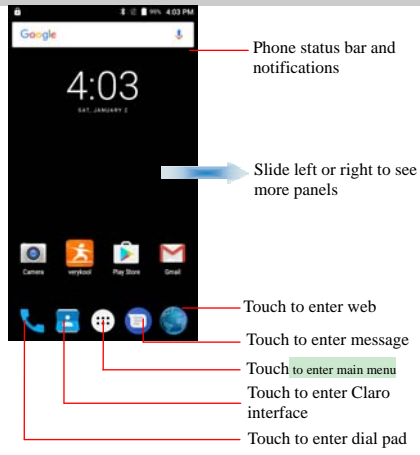 90% 4:03 PM
Google
Phone status bar and
notifications
4:03
SAT, JANUARY 2
Slide left or right to see
more panels
Camera verykool Play Store Gmail
Touch to enter web
Touch to enter message
Touch to enter main menu
Touch to enter Claro
interface
Touch to enter dial pad